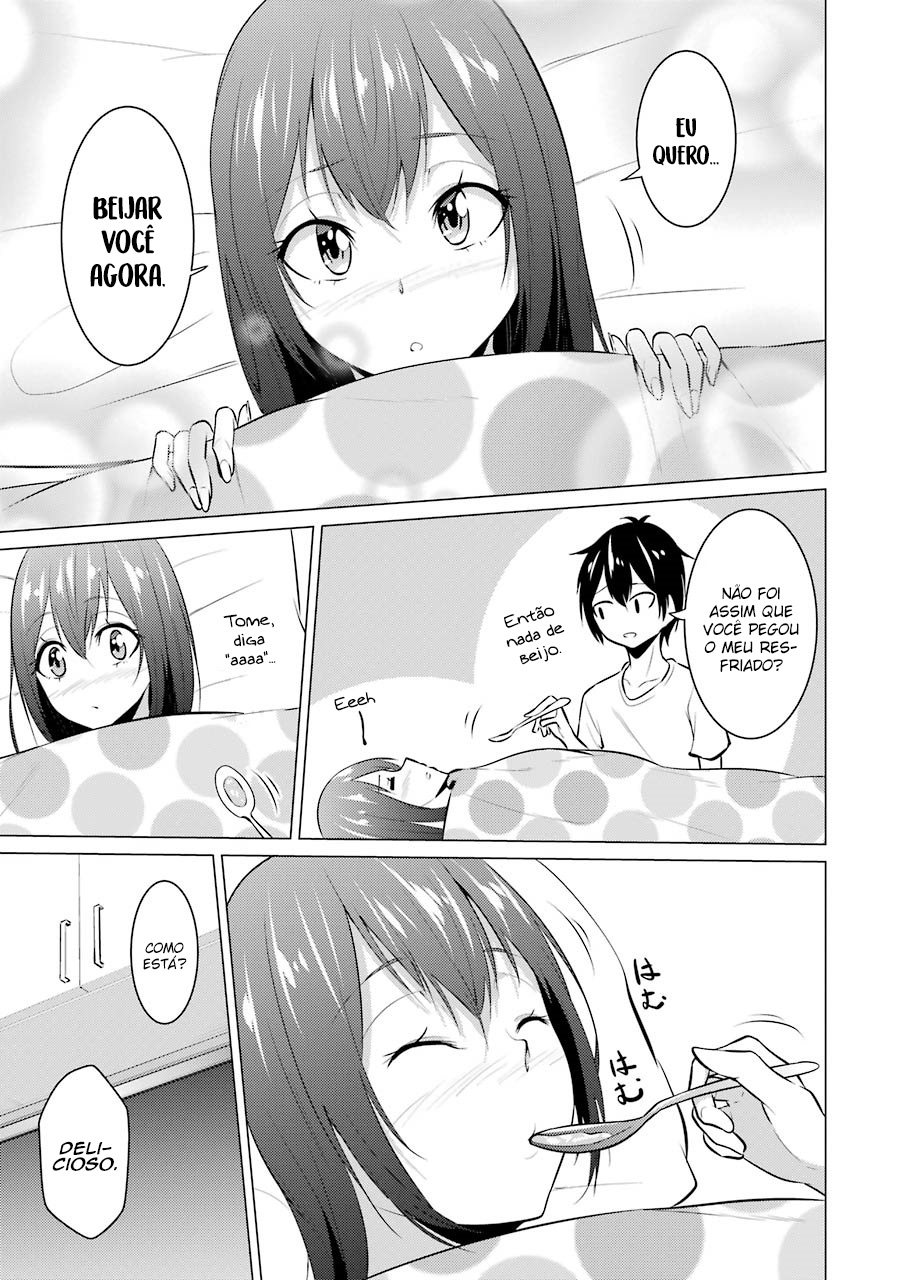 EU
QUERO...
BEIJAR
VOCÊ
AGORA.
NÃO FOI
ASSIM QUE
VOCÊ PEGOU
O MEU RES-
FRIADO?
Então
nada de
Beijo.
Eeeh
Tome,
diga
"aaaa"...
はむ
はむ
COMO
ESTÁ?
DELI-
CIOSO.